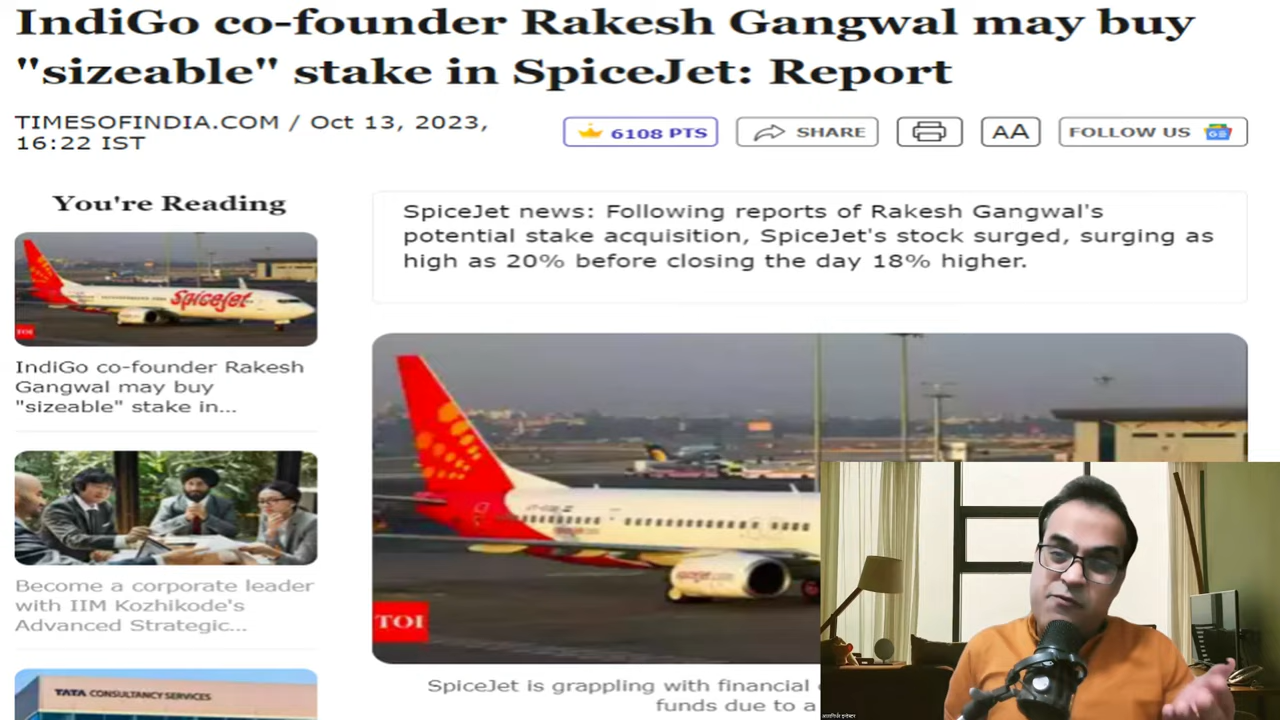 IndiGo co-founder Rakesh Gangwal may buy
"sizeable" stake in SpiceJet: Report
TIMESOFINDIA.COM / Oct 13, 2023,
16:22 IST
6108 PTS
SHARE
AA
FOLLOW US
You're Reading
SpiceJet
TOI
IndiGo co-founder Rakesh
Gangwal may buy
"sizeable" stake in...
Become a corporate leader
with IIM Kozhikode's
Advanced Strategic...
TATA CONSULTANCY SERVICES
SpiceJet news: Following reports of Rakesh Gangwal's
potential stake acquisition, SpiceJet's stock surged, surging as
high as 20% before closing the day 18% higher.
TOI
SpiceJet is grappling with financial
funds due to a